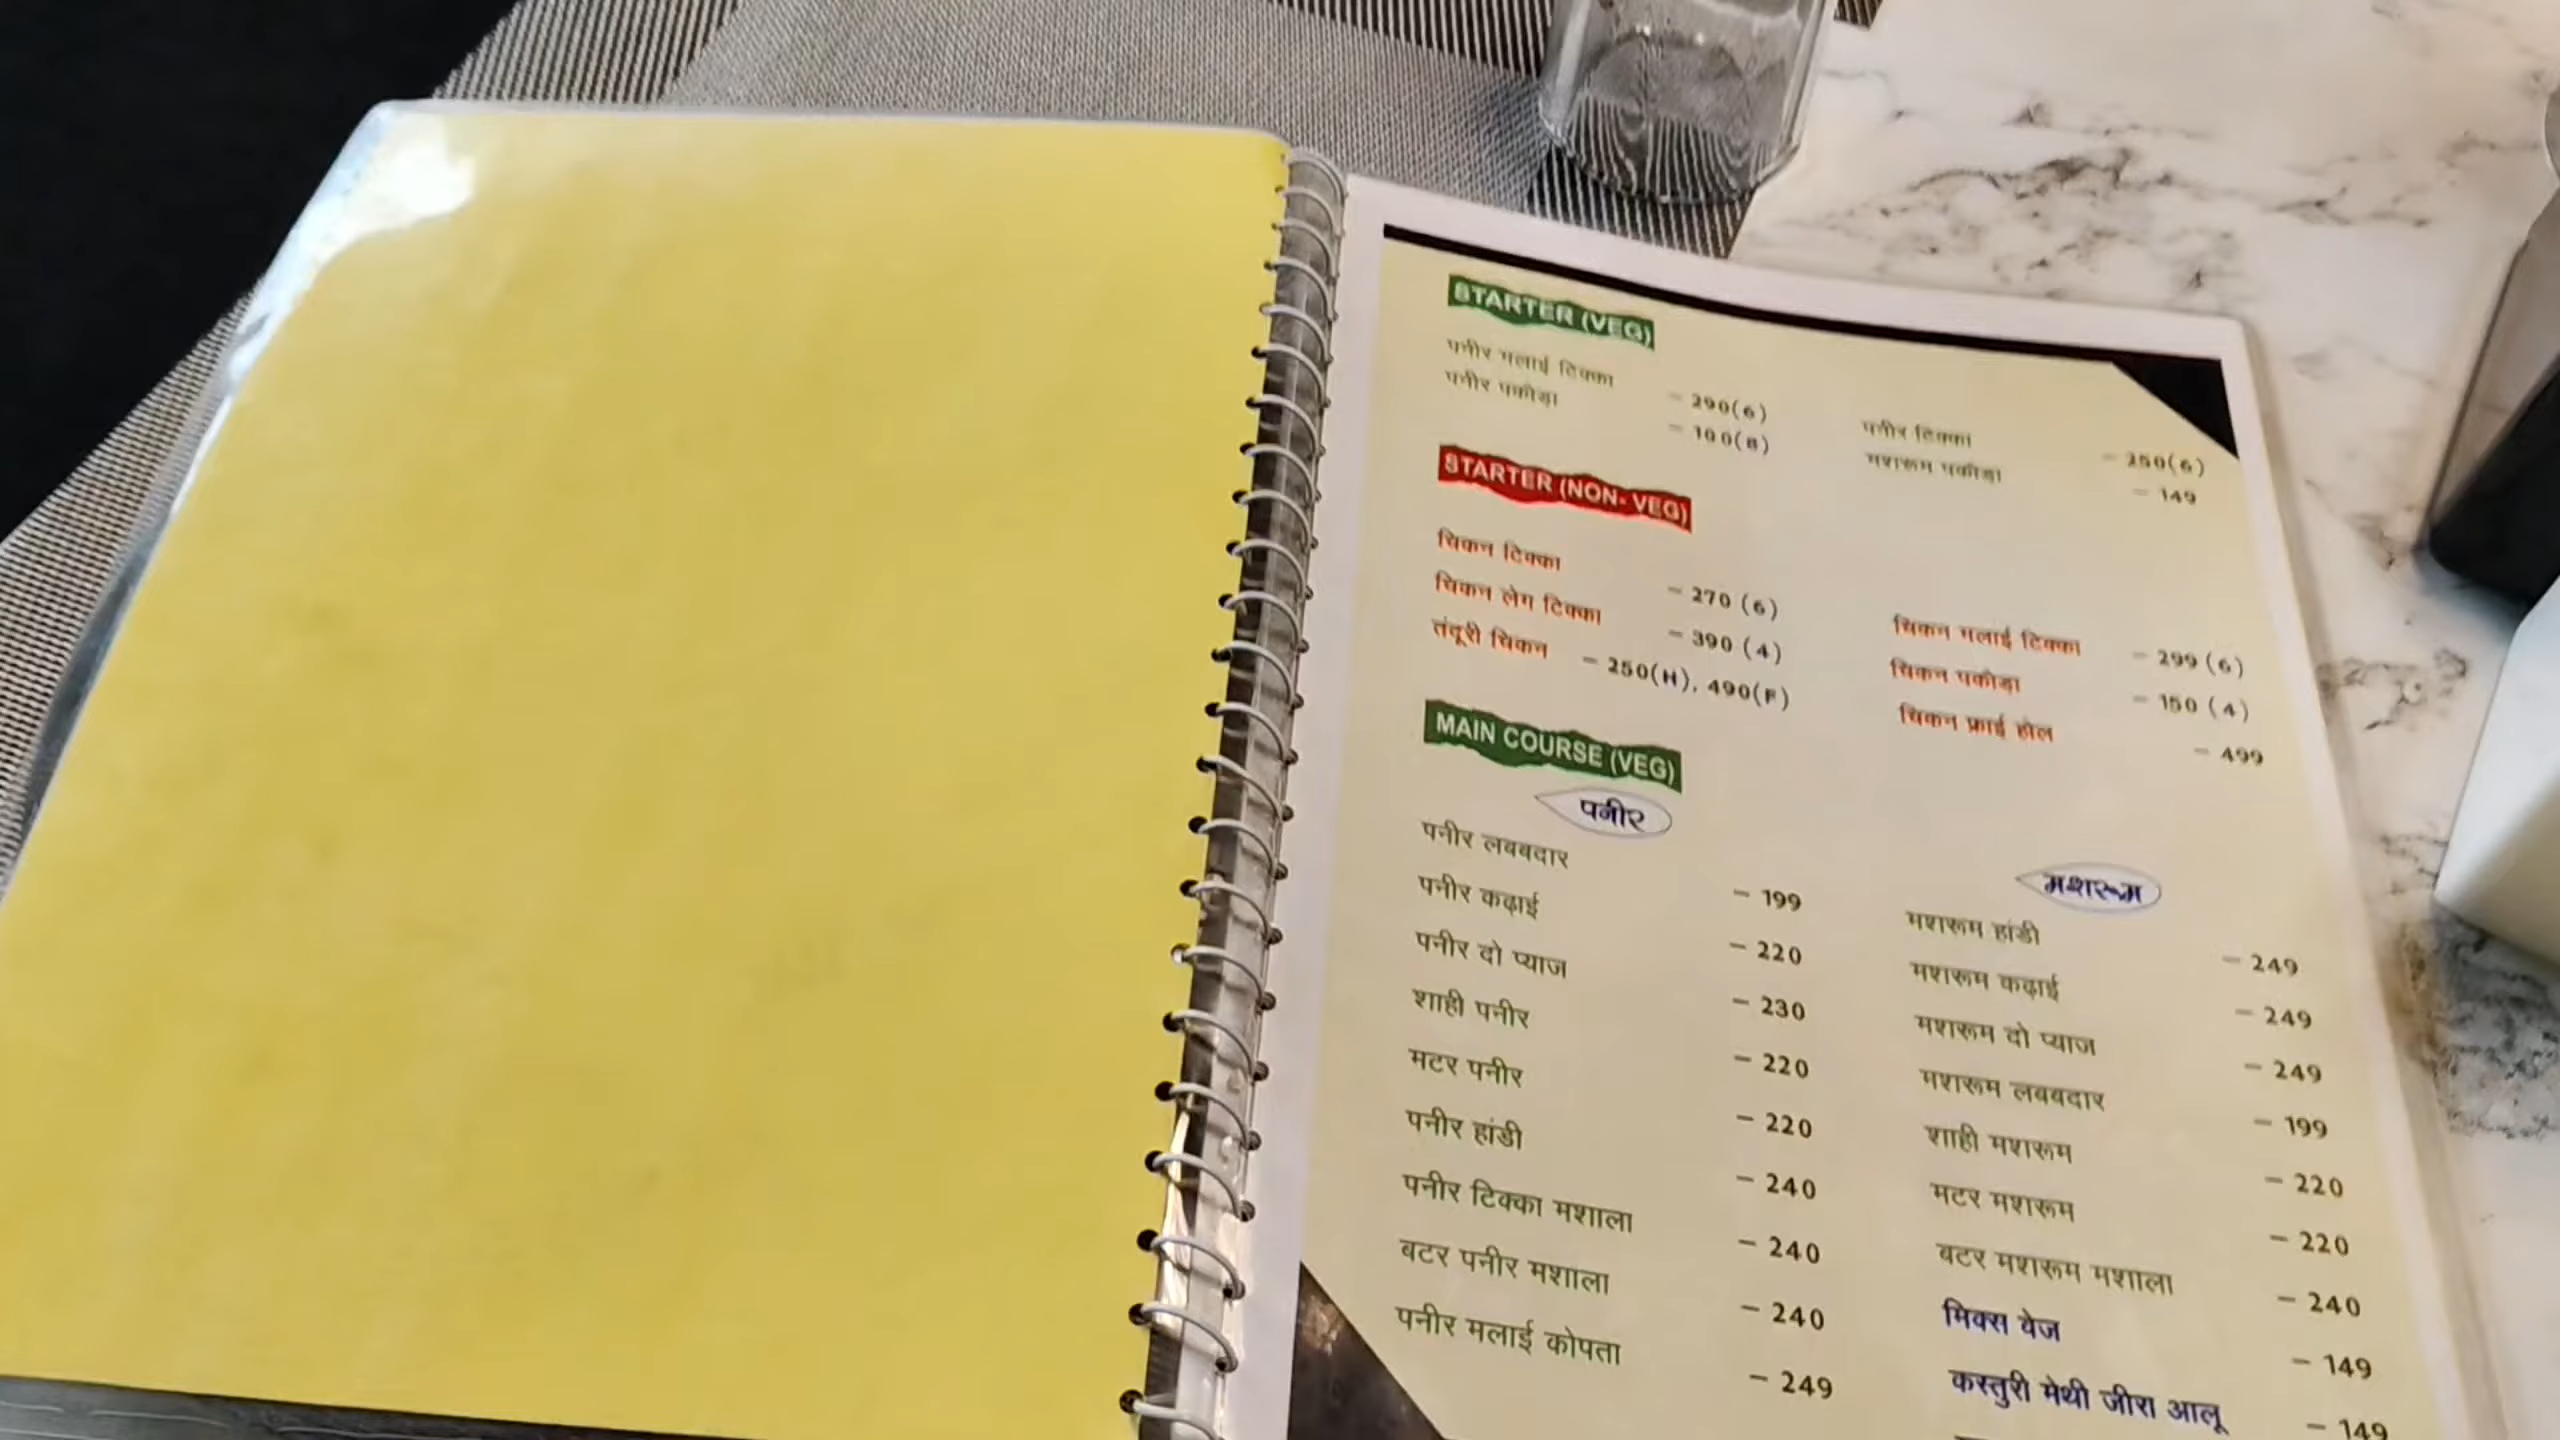 STARTER (VEG)
पनीर मलाई टिक्का - 290(6)
पनीर पकौड़ा - 100(8)
पनीर टिक्का - 250(6)
मशरूम पकौड़ा - 149
STARTER (NON- VEG)
चिकन टिक्का - 270 (6)
चिकन लेग टिक्का - 390 (4)
तंदूरी चिकन - 250(H), 490(F)
चिकन मलाई टिक्का - 299 (6)
चिकन पकौड़ा - 150 (4)
चिकन फ्राई होल - 499
MAIN COURSE (VEG)
पनीर
पनीर लबबदार - 199
पनीर कढ़ाई - 220
पनीर दो प्याज - 230
शाही पनीर - 220
मटर पनीर - 220
पनीर हांडी - 240
पनीर टिक्का मशाला - 240
बटर पनीर मशाला - 240
पनीर मलाई कोपता - 249
मशरूम
मशरूम हांडी - 249
मशरूम कढ़ाई - 249
मशरूम दो प्याज - 249
मशरूम लबबदार - 199
शाही मशरूम - 220
मटर मशरूम - 220
बटर मशरूम मशाला - 240
मिक्स वेज - 149
कस्तुरी मेथी जीरा आलू - 149